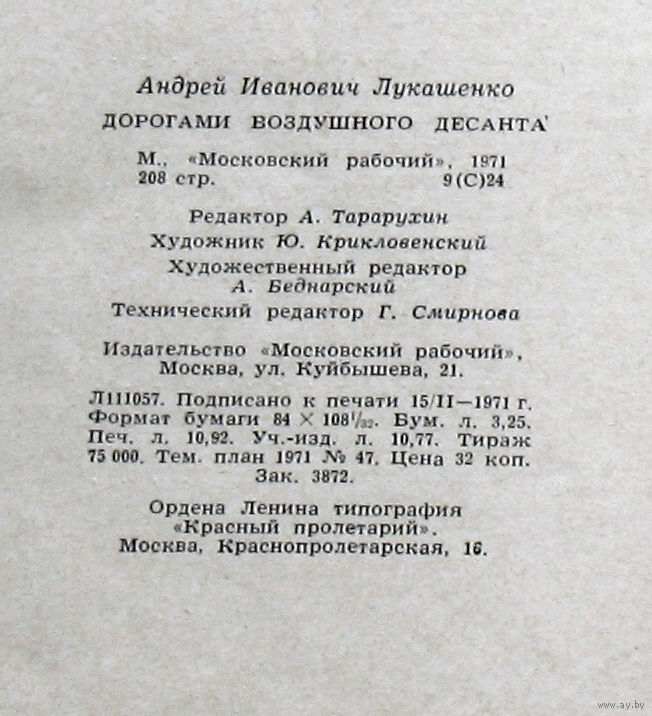 Андрей Иванович Лукашенко
ДОРОГАМИ ВОЗДУШНОГО ДЕСАНТА
М., «Московский рабочий», 1971
208 стр. 9(С)24
Редактор А. Тарарухин
Художник Ю. Крикловенский
Художественный редактор
А. Беднарский
Технический редактор Г. Смирнова
Издательство «Московский рабочий»,
Москва, ул. Куйбышева, 21.
Л111057. Подписано к печати 15/II—1971 г.
Формат бумаги 84 × 108 1/32. Бум. л. 3,25.
Печ. л. 10,92. Уч.-изд. л. 10,77. Тираж
75 000. Тем. план 1971 № 47. Цена 32 коп.
Зак. 3872.
Ордена Ленина типография
«Красный пролетарий».
Москва, Краснопролетарская, 16.
www.ay.by